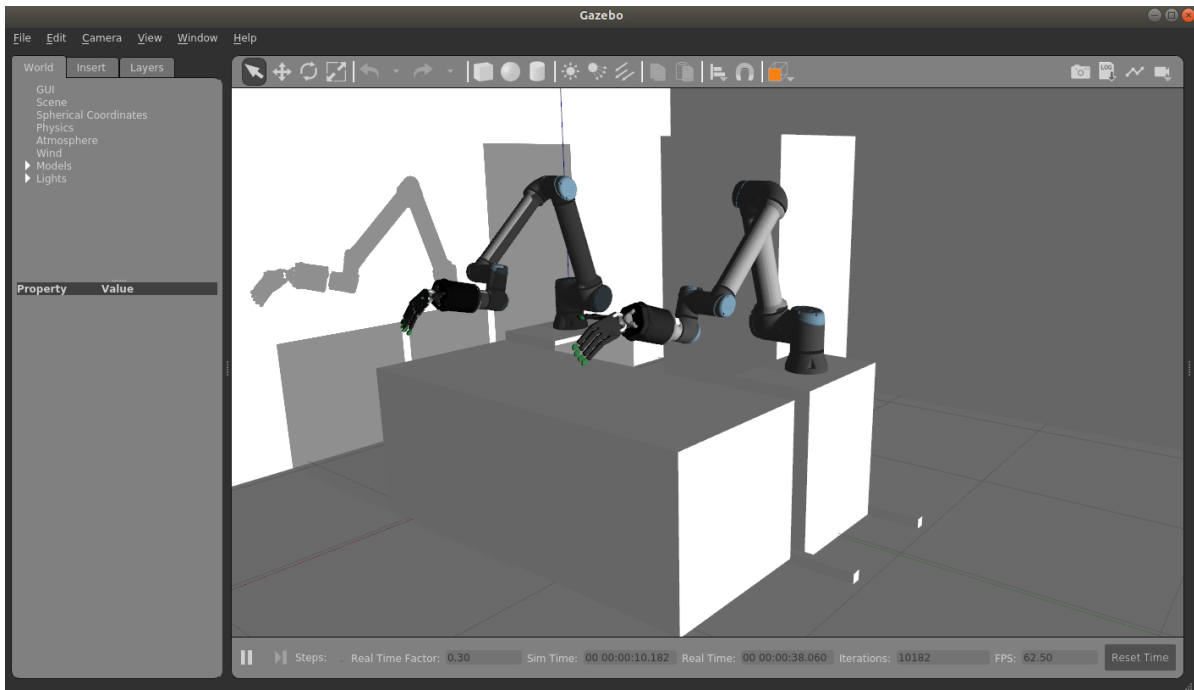 Gazebo
File Edit Camera View Window Help
World Insert Layers
GUI
Scene
Spherical Coordinates
Physics
Atmosphere
Wind
Models
Lights
Property Value
LOG
Steps: Real Time Factor: 0.30 Sim Time: 00 00:00:10.182 Real Time: 00 00:00:38.060 Iterations: 10182 FPS: 62.50 Reset Time